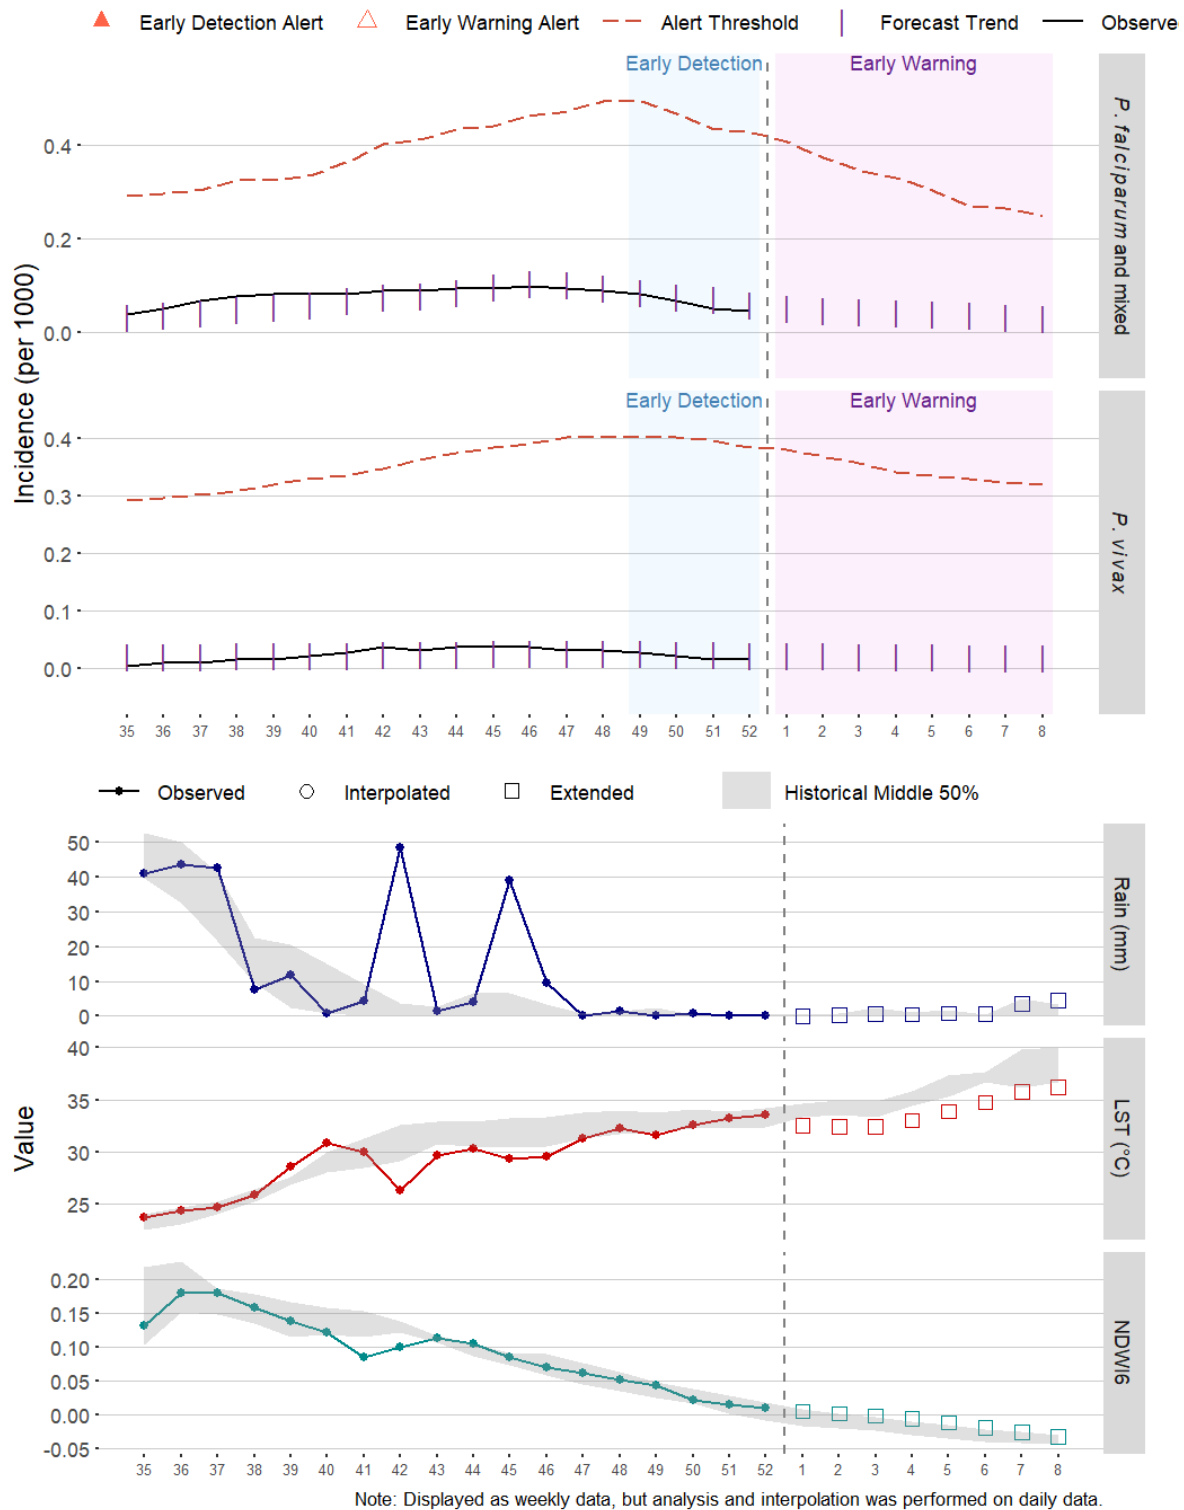 Early Detection Alert Early Warning Alert Alert Threshold Forecast Trend Observe
Early Detection Early Warning
0.4
0.2
0.0
P. falciparum and mixed
Incidence (per 1000)
Early Detection Early Warning
0.4
0.3
0.2
0.1
0.0
P. vivax
35 36 37 38 39 40 41 42 43 44 45 46 47 48 49 50 51 52 1 2 3 4 5 6 7 8
Observed Interpolated Extended Historical Middle 50%
50
40
30
20
10
0
Rain (mm)
Value
40
35
30
25
LST (°C)
0.20
0.15
0.10
0.05
0.00
-0.05
NDWI6
35 36 37 38 39 40 41 42 43 44 45 46 47 48 49 50 51 52 1 2 3 4 5 6 7 8
Note: Displayed as weekly data, but analysis and interpolation was performed on daily data.